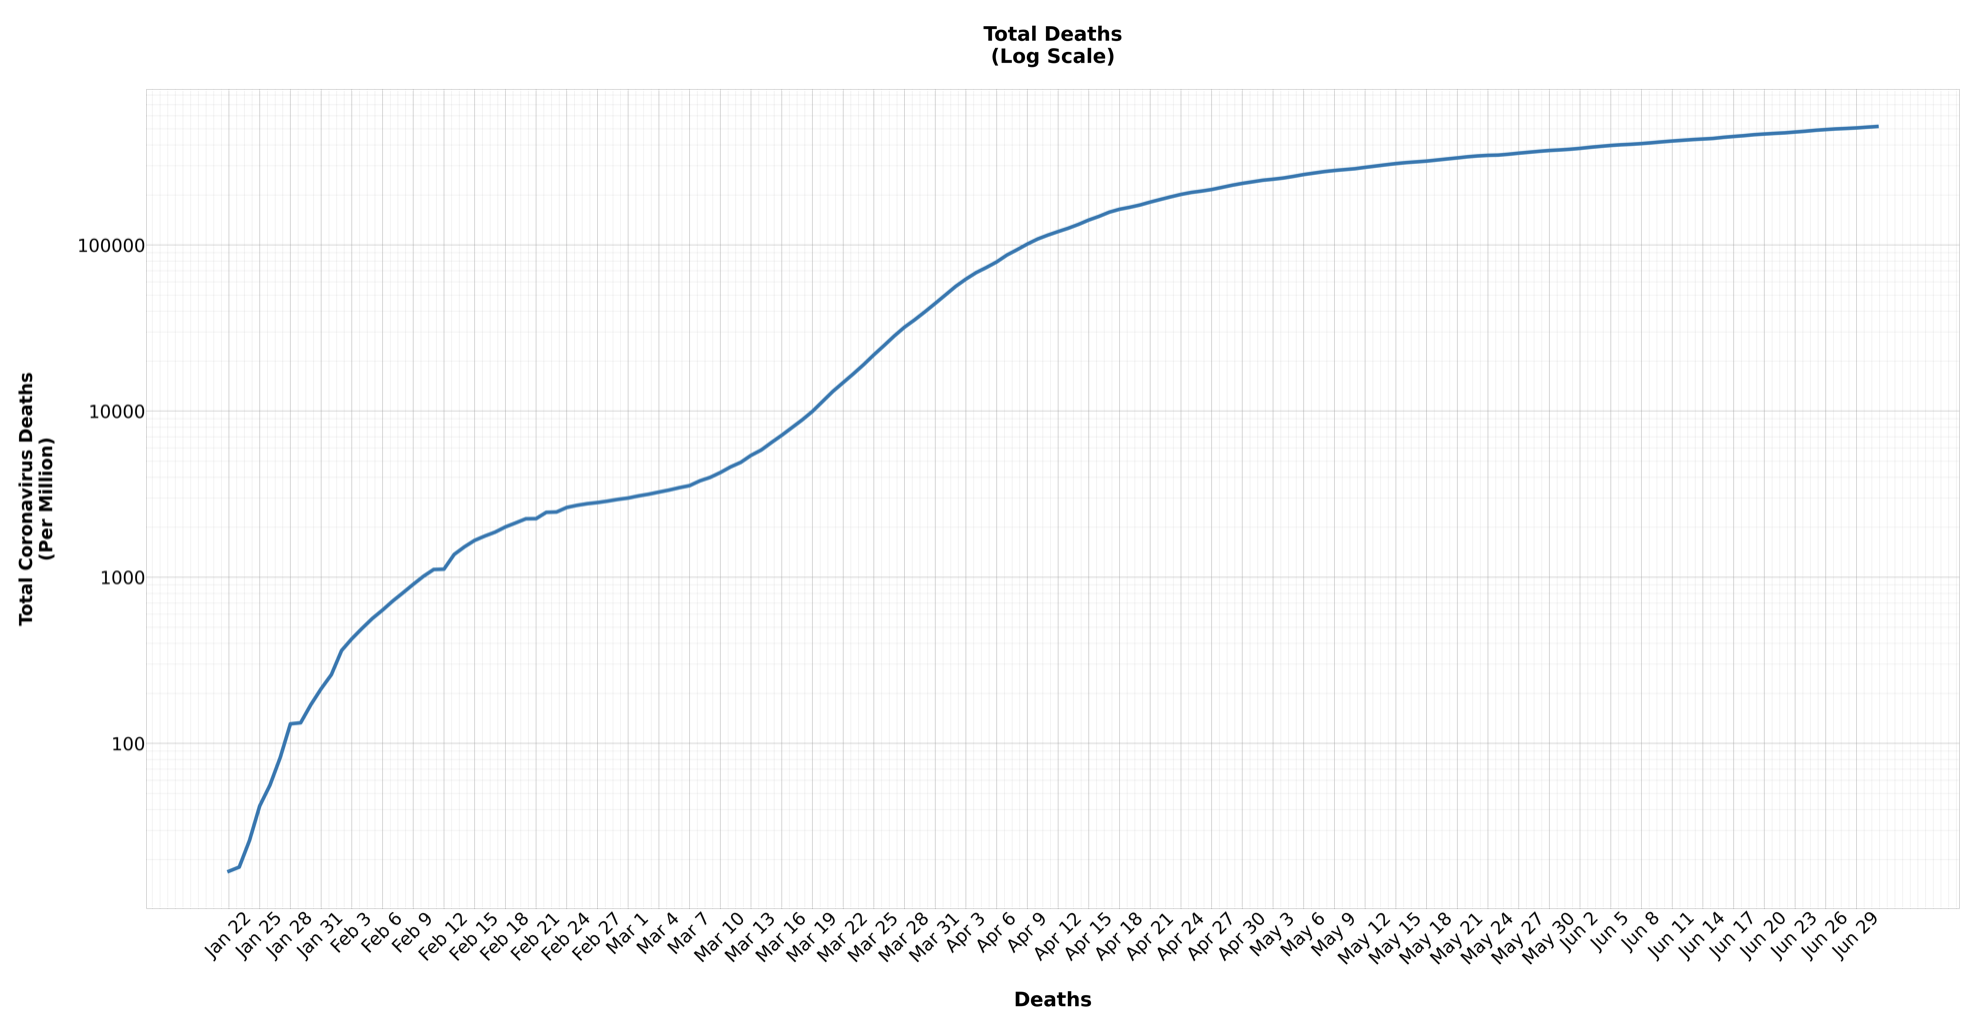 Total Deaths
(Log Scale)
Total Coronavirus Deaths
(Per Million)
100000
10000
1000
100
Jan 22
Jan 25
Jan 28
Jan 31
Feb 3
Feb 6
Feb 9
Feb 12
Feb 15
Feb 18
Feb 21
Feb 24
Feb 27
Mar 1
Mar 4
Mar 7
Mar 10
Mar 13
Mar 16
Mar 19
Mar 22
Mar 25
Mar 28
Mar 31
Apr 3
Apr 6
Apr 9
Apr 12
Apr 15
Apr 18
Apr 21
Apr 24
Apr 27
Apr 30
May 3
May 6
May 9
May 12
May 15
May 18
May 21
May 24
May 27
May 30
Jun 2
Jun 5
Jun 8
Jun 11
Jun 14
Jun 17
Jun 20
Jun 23
Jun 26
Jun 29
Deaths